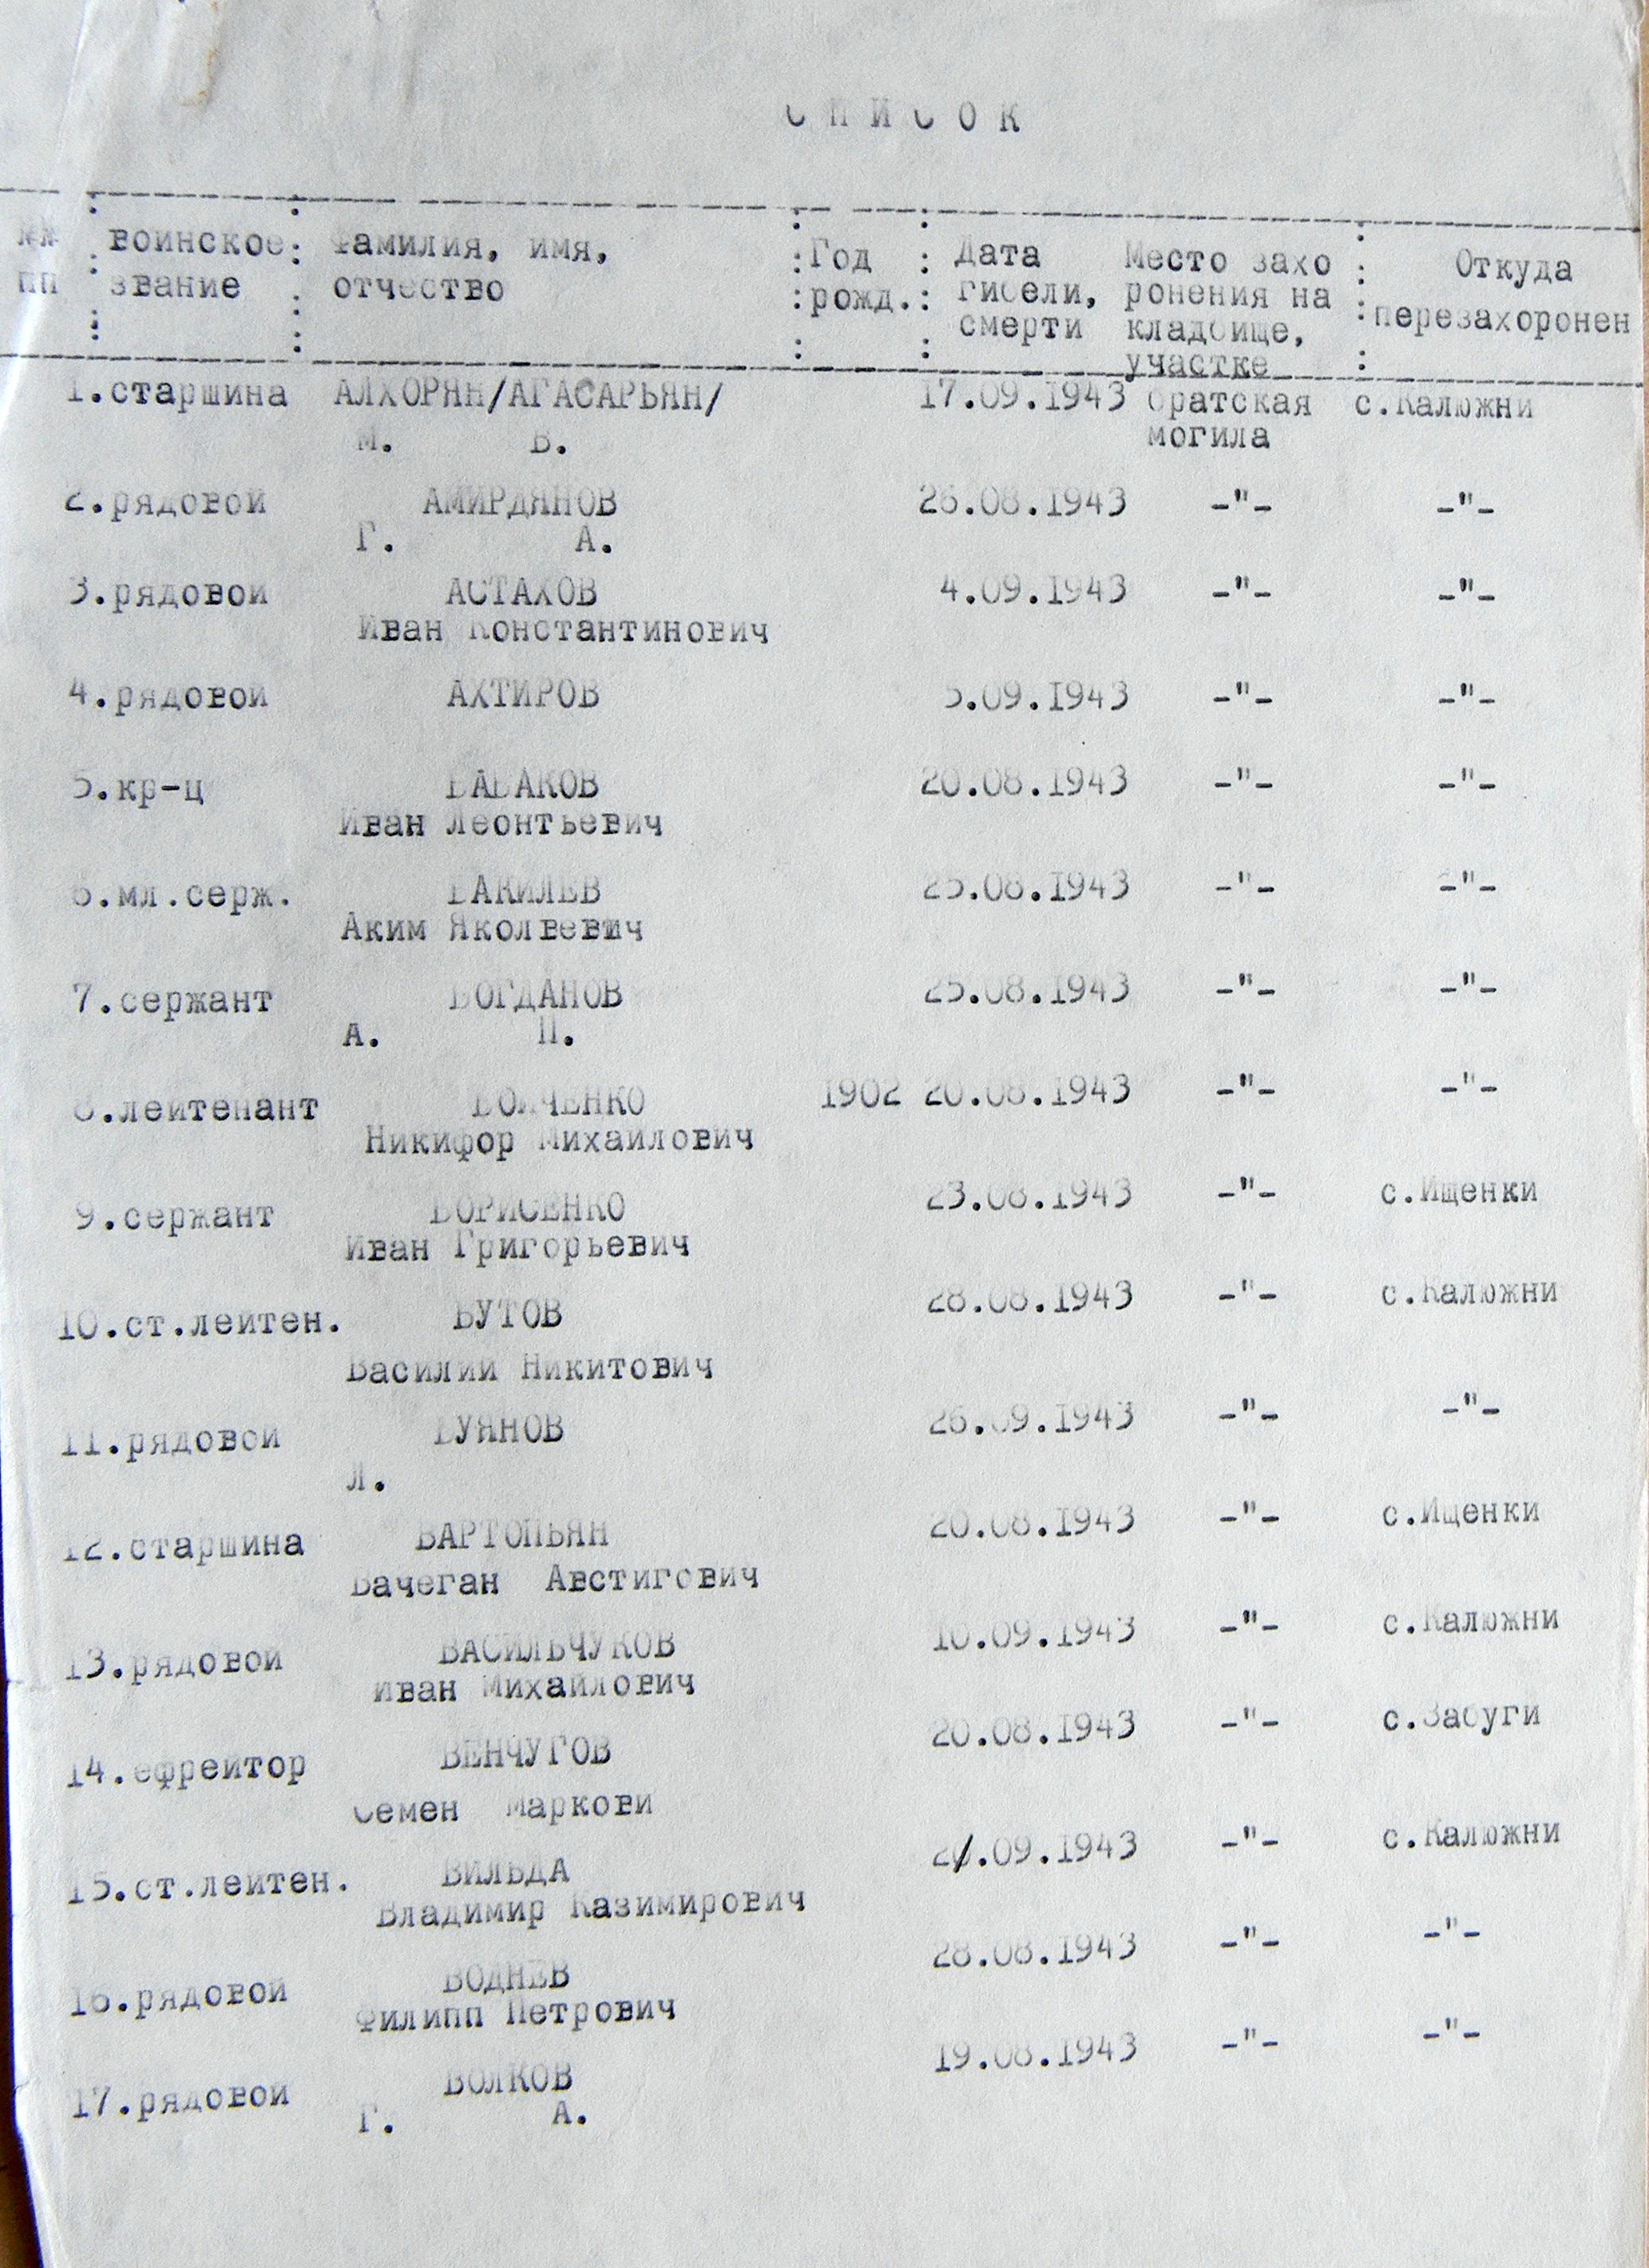 СПИСОК
№№ воинское Фамилия, имя, Год Дата Место захо Откуда
пп звание отчество рожд. гибели, ронения на перезахоронен
смерти кладбище,
участке
1.старшина АЛХОРЯН/АГАСАРЬЯН/ 17.09.1943 братская с.Калюжни
М. В. могила
2.рядовой АМИРДЯНОВ 26.08.1943 -"- -"-
Г. А.
3.рядовой АСТАХОВ 4.09.1943 -"- -"-
Иван Константинович
4.рядовой АХТИРОВ 5.09.1943 -"- -"-
5.кр-ц БАБАКОВ 20.08.1943 -"- -"-
Иван Леонтьевич
6.мл.серж. БАКИЛЕВ 25.08.1943 -"- -"-
Аким Яколвевич
7.сержант БОГДАНОВ 25.08.1943 -"- -"-
А. П.
8.лейтенант БОЙЧЕНКО 1902 20.08.1943 -"- -"-
Никифор Михайлович
9.сержант БОРИСЕНКО 23.08.1943 -"- с.Ищенки
Иван Григорьевич
10.ст.лейтен. БУТОВ 28.08.1943 -"- с.Калюжни
Василий Никитович
11.рядовой БУЯНОВ 26.09.1943 -"- -"-
Л.
12.старшина ВАРТОПЬЯН 20.08.1943 -"- с.Ищенки
Вачеган Австигович
13.рядовой ВАСИЛЬЧУКОВ 10.09.1943 -"- с.Калюжни
Иван Михайлович
14.ефрейтор ВЕНЧУГОВ 20.08.1943 -"- с.Забуги
Семен Маркови
15.ст.лейтен. ВИЛЬДА .09.1943 -"- с.Калюжни
Владимир Казимирович
16.рядовой ВОДНЕВ 28.08.1943 -"- -"-
Филипп Петрович
17.рядовой ВОЛКОВ 19.08.1943 -"- -"-
Г. А.